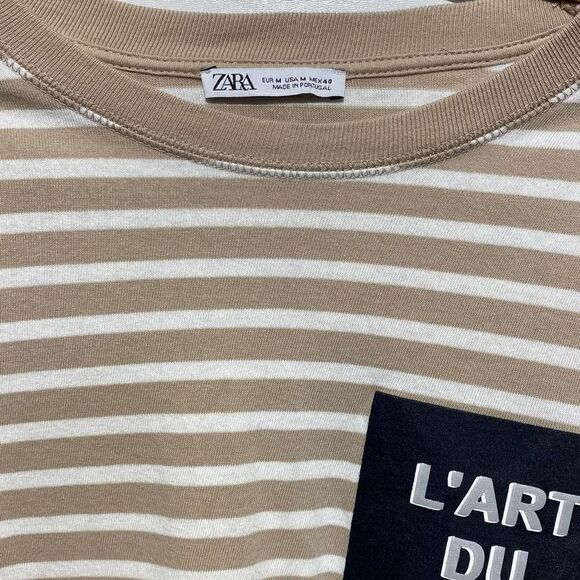 ZARA
EUR M USA M MEX 40
MADE IN PORTUGAL
L'ART
DU